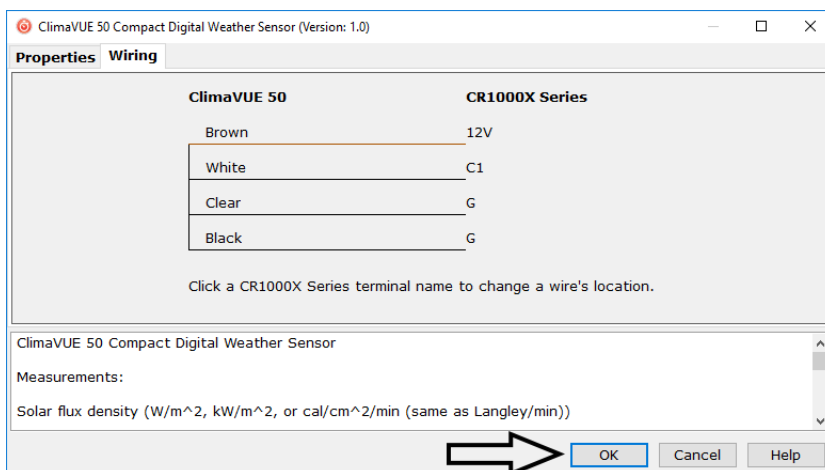 ClimaVUE 50 Compact Digital Weather Sensor (Version: 1.0)
Properties Wiring
ClimaVUE 50 CR1000X Series
Brown 12V
White C1
Clear G
Black G
Click a CR1000X Series terminal name to change a wire's location.
ClimaVUE 50 Compact Digital Weather Sensor
Measurements:
Solar flux density (W/m^2, kW/m^2, or cal/cm^2/min (same as Langley/min))
OK Cancel Help